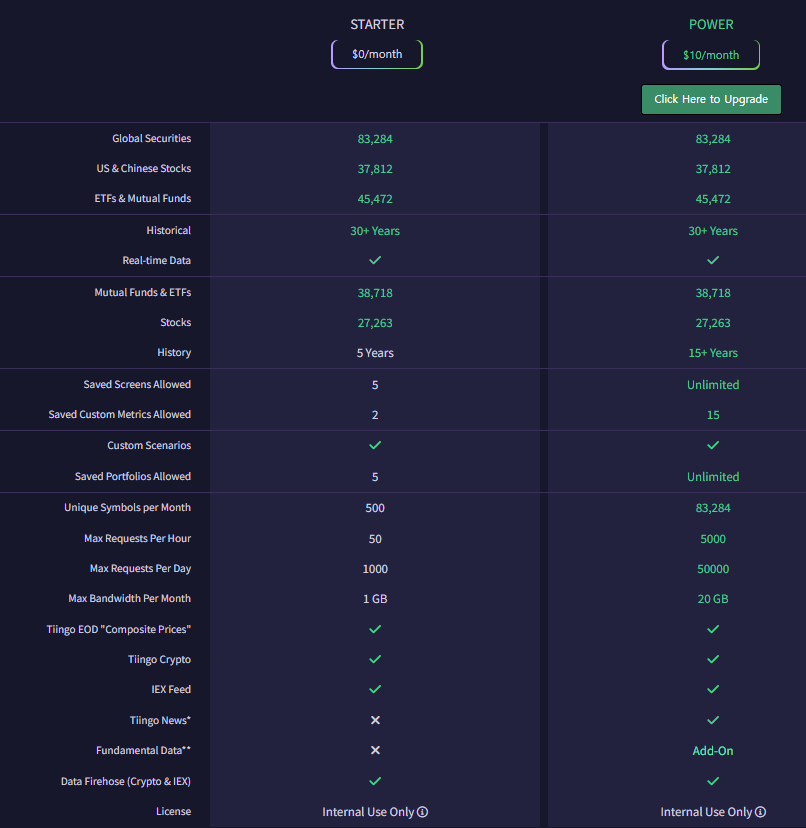 STARTER POWER
$0/month $10/month
Click Here to Upgrade
Global Securities 83,284 83,284
US & Chinese Stocks 37,812 37,812
ETFs & Mutual Funds 45,472 45,472
Historical 30+ Years 30+ Years
Real-time Data ✓ ✓
Mutual Funds & ETFs 38,718 38,718
Stocks 27,263 27,263
History 5 Years 15+ Years
Saved Screens Allowed 5 Unlimited
Saved Custom Metrics Allowed 2 15
Custom Scenarios ✓ ✓
Saved Portfolios Allowed 5 Unlimited
Unique Symbols per Month 500 83,284
Max Requests Per Hour 50 5000
Max Requests Per Day 1000 50000
Max Bandwidth Per Month 1 GB 20 GB
Tiingo EOD "Composite Prices" ✓ ✓
Tiingo Crypto ✓ ✓
IEX Feed ✓ ✓
Tiingo News* ✕ ✓
Fundamental Data** ✕ Add-On
Data Firehose (Crypto & IEX) ✓ ✓
License Internal Use Only Internal Use Only